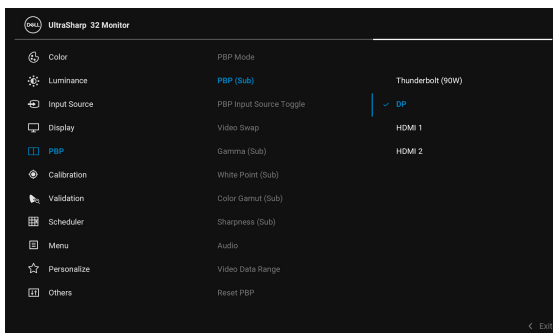 DELL UltraSharp 32 Monitor
Color PBP Mode
Luminance PBP (Sub) Thunderbolt (90W)
Input Source PBP Input Source Toggle DP
Display Video Swap HDMI 1
PBP Gamma (Sub) HDMI 2
Calibration White Point (Sub)
Validation Color Gamut (Sub)
Scheduler Sharpness (Sub)
Menu Audio
Personalize Video Data Range
Others Reset PBP
Exit